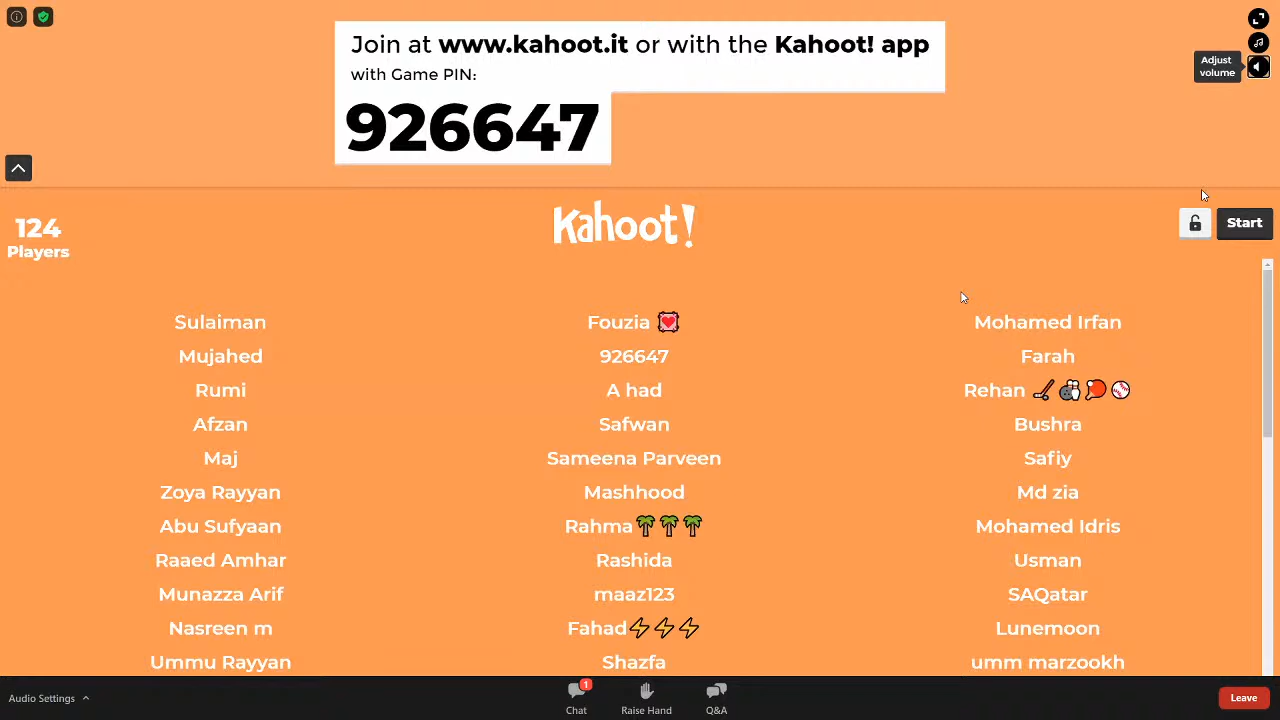 Join at www.kahoot.it or with the Kahoot! app
with Game PIN:
926647
Adjust
volume
124
Players
Kahoot!
Start
Sulaiman
Fouzia 💟
Mohamed Irfan
Mujahed
926647
Farah
Rumi
A had
Rehan 🏑🎳🏓⚾
Afzan
Safwan
Bushra
Maj
Sameena Parveen
Safiy
Zoya Rayyan
Mashhood
Md zia
Abu Sufyaan
Rahma🌴🌴🌴
Mohamed Idris
Raaed Amhar
Rashida
Usman
Munazza Arif
maaz123
SAQatar
Nasreen m
Fahad⚡⚡⚡
Lunemoon
Ummu Rayyan
Shazfa
umm marzookh
Audio Settings
1
Chat
Raise Hand
Q&A
Leave